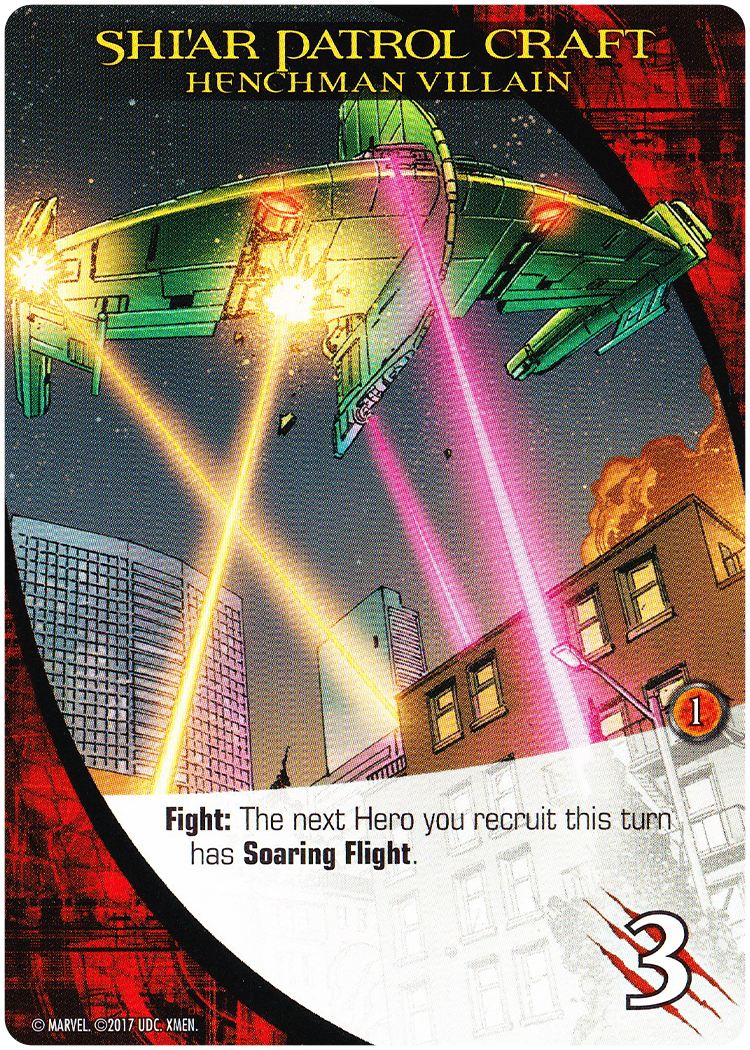 SHI'AR PATROL CRAFT
HENCHMAN VILLAIN
1
Fight: The next Hero you recruit this turn
has Soaring Flight.
3
© MARVEL. ©2017 UDC. XMEN.